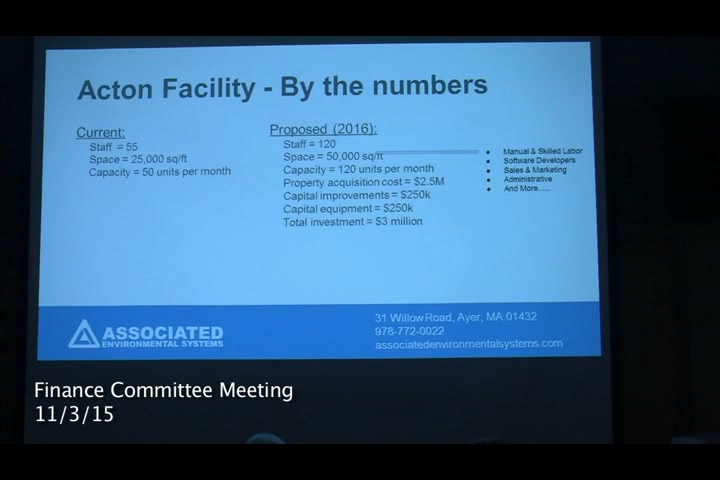 Acton Facility - By the numbers
Current:
Staff = 55
Space = 25,000 sq/ft
Capacity = 50 units per month
Proposed (2016):
Staff = 120
Space = 50,000 sq/ft
Capacity = 120 units per month
Property acquisition cost = $2.5M
Capital improvements = $250k
Capital equipment = $250k
Total investment = $3 million
• Manual & Skilled Labor
• Software Developers
• Sales & Marketing
• Administrative
• And More.....
ASSOCIATED
ENVIRONMENTAL SYSTEMS
31 Willow Road, Ayer, MA 01432
978-772-0022
associatedenvironmentalsystems.com
Finance Committee Meeting
11/3/15